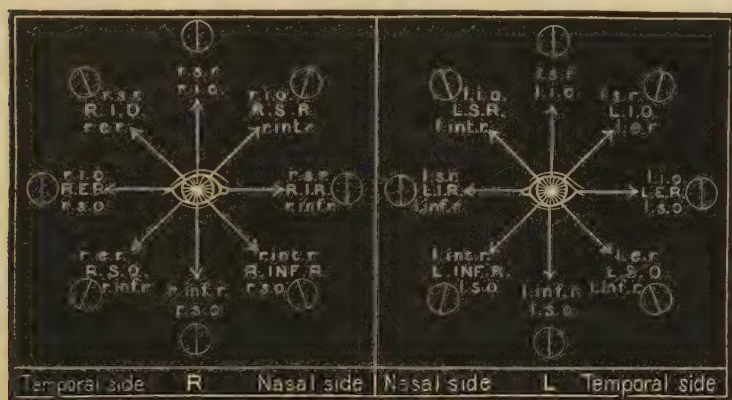 r.s.r.
r.i.o.
r.s.r.
R.I.O.
r.e.r.
r.i.o.
R.S.R
r.int.r.
r.i.o
R.E.R.
r.s.o
r.s.r
R.I.R.
r.inf.r.
r.e.r.
R.S.O.
r.inf.r.
r.int.r
R.INF.R
r.s.o
r.inf.r
r.s.o.
l.s.r.
l.i.o.
l.i.o.
L.S.R.
l.int.r.
l.s.r.
L.I.O.
l.e.r
l.s.r
L.I.R.
l.inf.r.
l.i.o
L.E.R
l.s.o
l.int.r.
L.INF.R.
l.s.o
l.e.r
L.S.O
l.inf.r.
l.inf.r
l.s.o.
Temporal side R Nasal side Nasal side L Temporal side